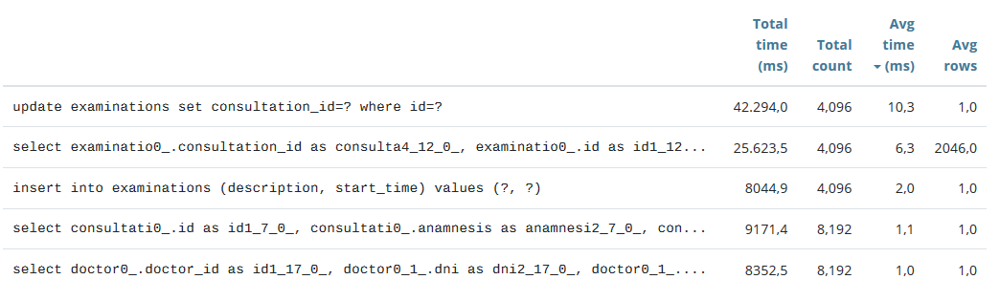 Total time (ms) Total count Avg time (ms) Avg rows
update examinations set consultation_id=? where id=? 42.294,0 4,096 10,3 1,0
select examinatio0_.consultation_id as consulta4_12_0_, examinatio0_.id as id1_12... 25.623,5 4,096 6,3 2046,0
insert into examinations (description, start_time) values (?, ?) 8044,9 4,096 2,0 1,0
select consultati0_.id as id1_7_0_, consultati0_.anamnesis as anamnesi2_7_0_, con... 9171,4 8,192 1,1 1,0
select doctor0_.doctor_id as id1_17_0_, doctor0_1_.dni as dni2_17_0_, doctor0_1_.... 8352,5 8,192 1,0 1,0